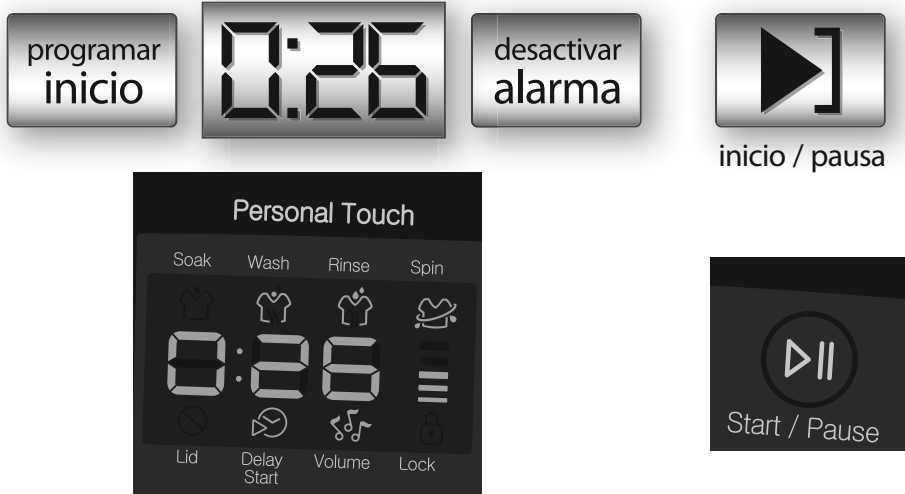 programar
inicio
0:26
desactivar
alarma
inicio / pausa
Personal Touch
Soak Wash Rinse Spin
0:26
Lid Delay Start Volume Lock
Start / Pause